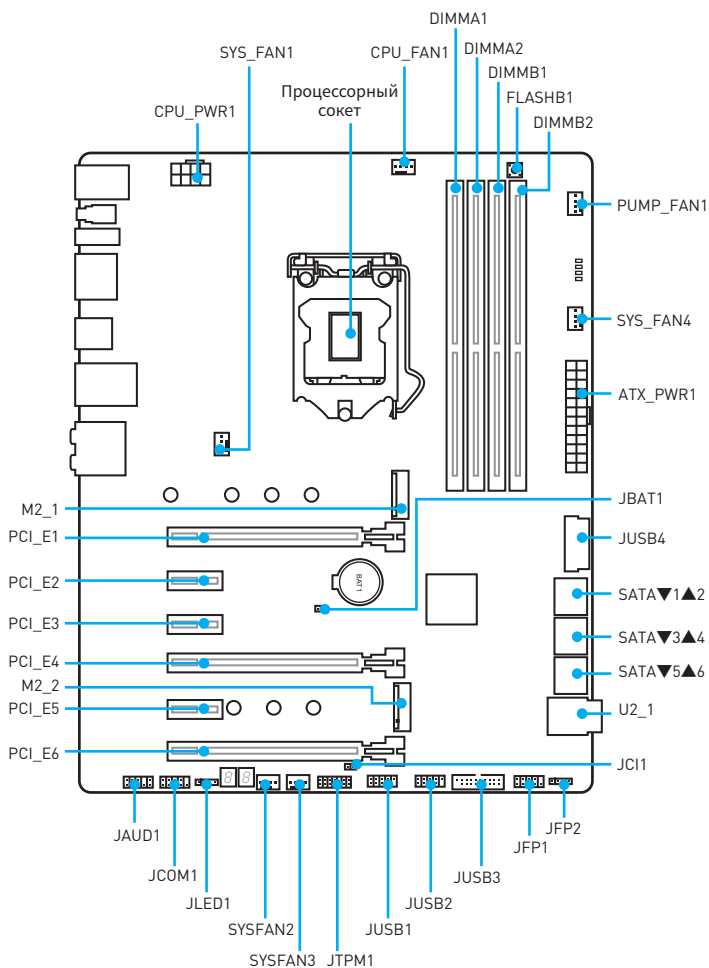 DIMMA1
SYS_FAN1
CPU_FAN1
DIMMA2
DIMMB1
Процессорный
сокет
FLASHB1
CPU_PWR1
DIMMB2
PUMP_FAN1
SYS_FAN4
ATX_PWR1
M2_1
JBAT1
PCI_E1
JUSB4
PCI_E2
BAT1
SATA▼1▲2
PCI_E3
SATA▼3▲4
PCI_E4
SATA▼5▲6
M2_2
PCI_E5
U2_1
PCI_E6
JCI1
8 8
JAUD1
JFP2
JFP1
JCOM1
JUSB3
JLED1
JUSB2
SYSFAN2
JUSB1
SYSFAN3
JTPM1